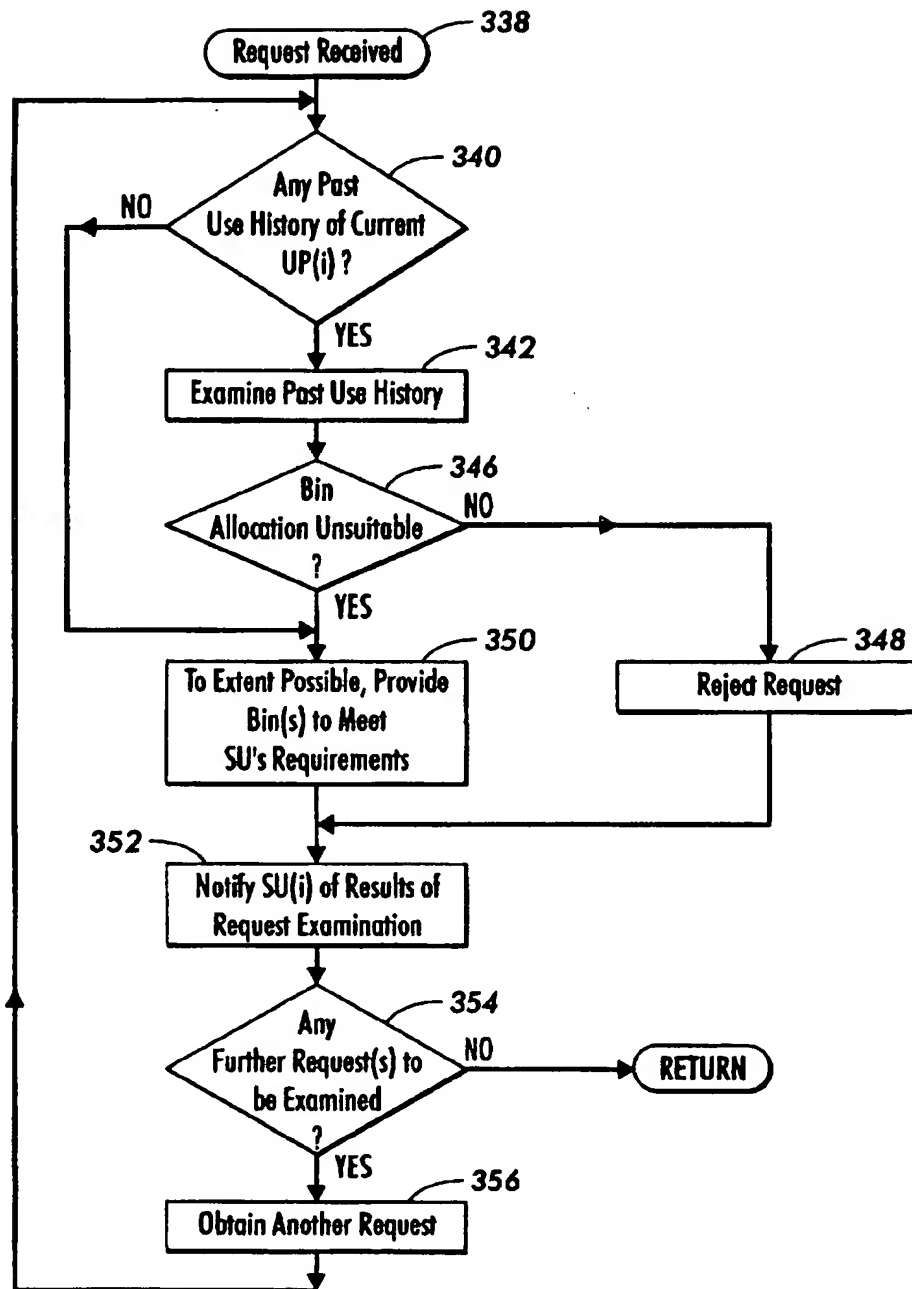 Request Received
338
340
Any Past
Use History of Current
UP(i) ?
NO
YES
342
Examine Past Use History
346
Bin
Allocation Unsuitable
?
NO
YES
350
To Extent Possible, Provide
Bin(s) to Meet
SU's Requirements
348
Reject Request
352
Notify SU(i) of Results of
Request Examination
354
Any
Further Request(s) to
be Examined
?
NO
RETURN
YES
356
Obtain Another Request